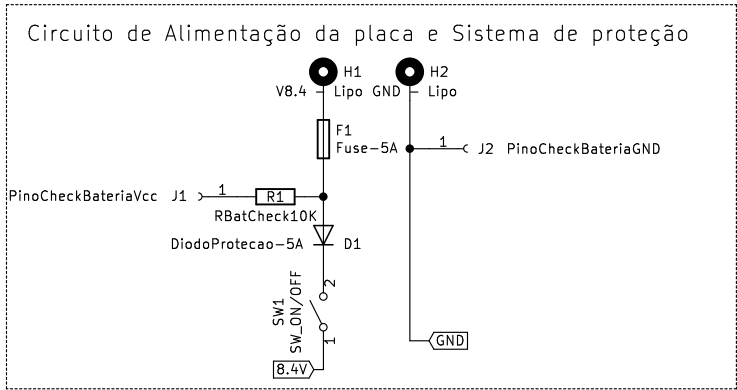 Circuito de Alimentação da placa e Sistema de proteção
H1 H2
V8.4 Lipo GND Lipo
F1
Fuse-5A 1 J2 PinoCheckBateriaGND
PinoCheckBateriaVcc J1 1 R1
RBatCheck10K
DiodoProtecao-5A D1
SW1
SW_ON/OFF
2
1
8.4V
GND